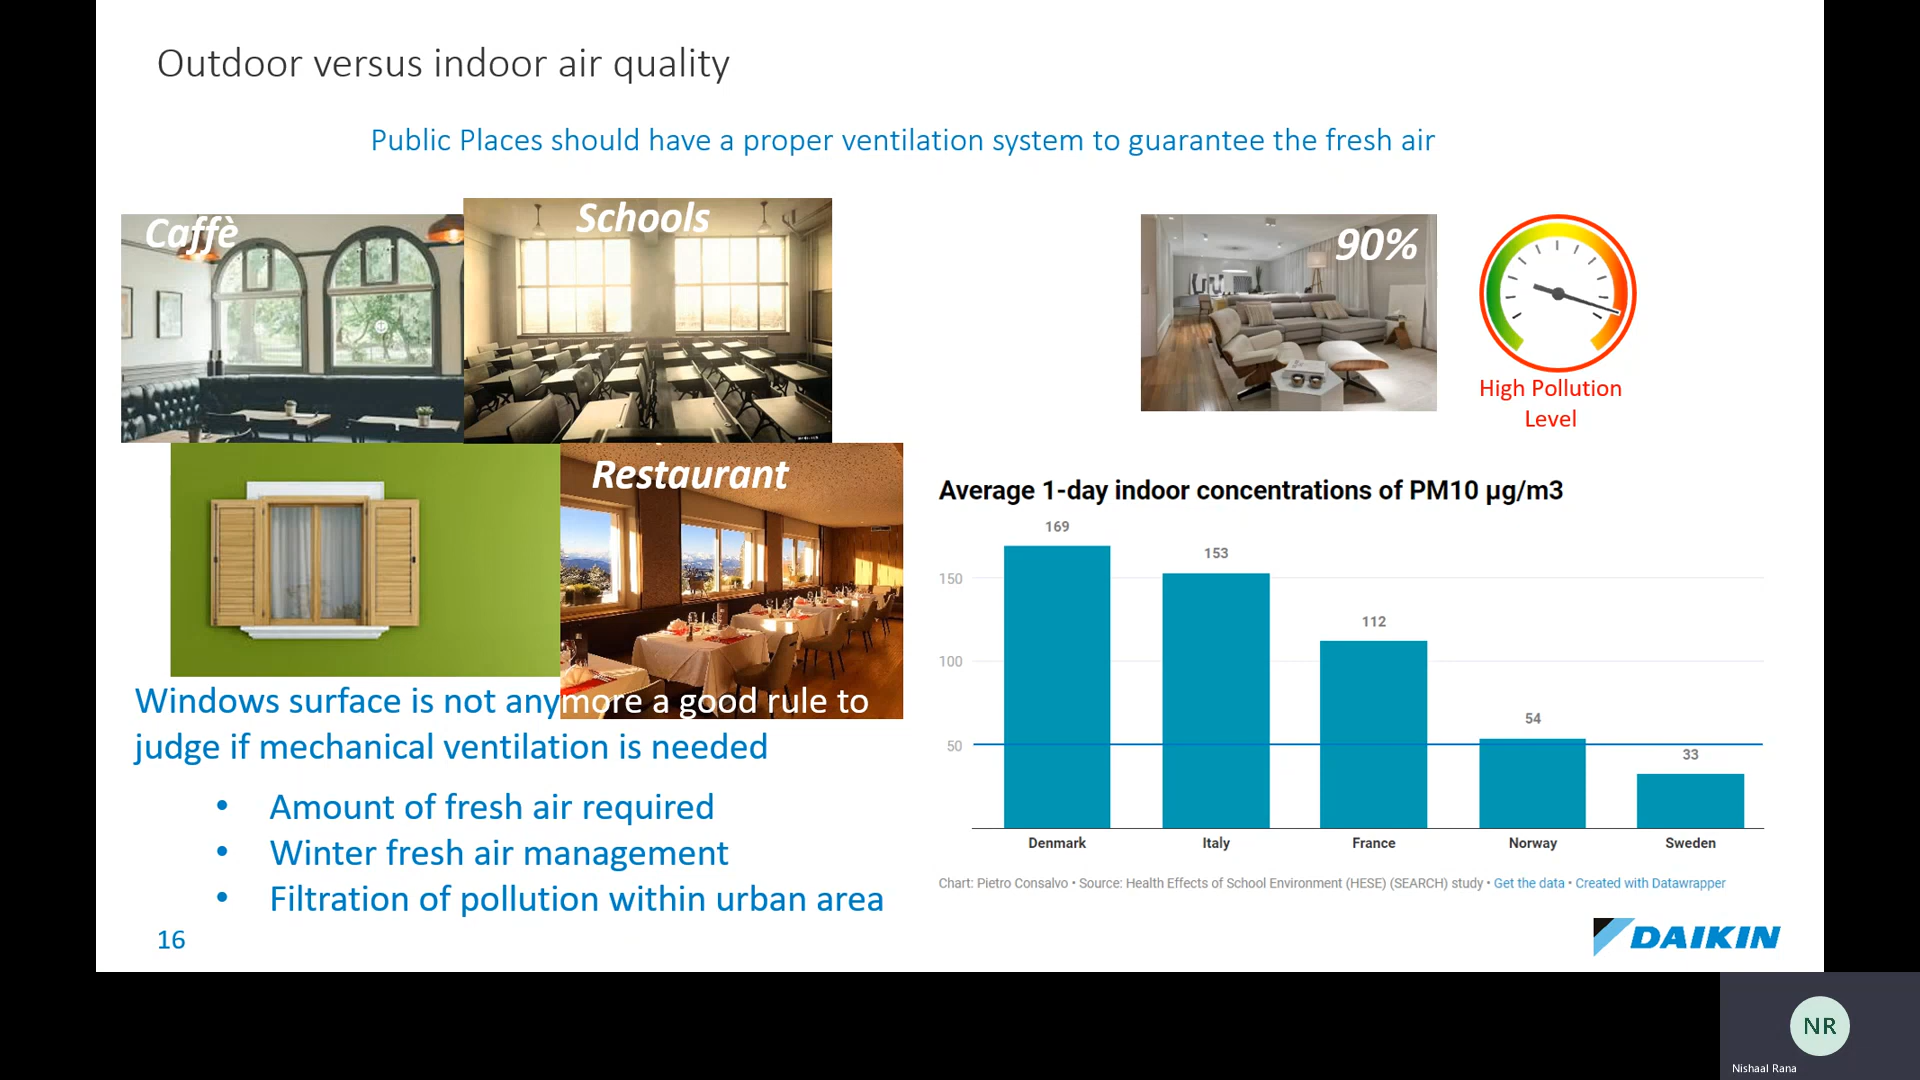 Outdoor versus indoor air quality
Public Places should have a proper ventilation system to guarantee the fresh air
Caffè
Schools
90%
High Pollution
Level
Restaurant
Windows surface is not anymore a good rule to
judge if mechanical ventilation is needed
• Amount of fresh air required
• Winter fresh air management
• Filtration of pollution within urban area
Average 1-day indoor concentrations of PM10 µg/m3
169
153
112
54
33
150
100
50
Denmark Italy France Norway Sweden
Chart: Pietro Consalvo • Source: Health Effects of School Environment (HESE) (SEARCH) study • Get the data • Created with Datawrapper
16
DAIKIN
NR
Nishaal Rana